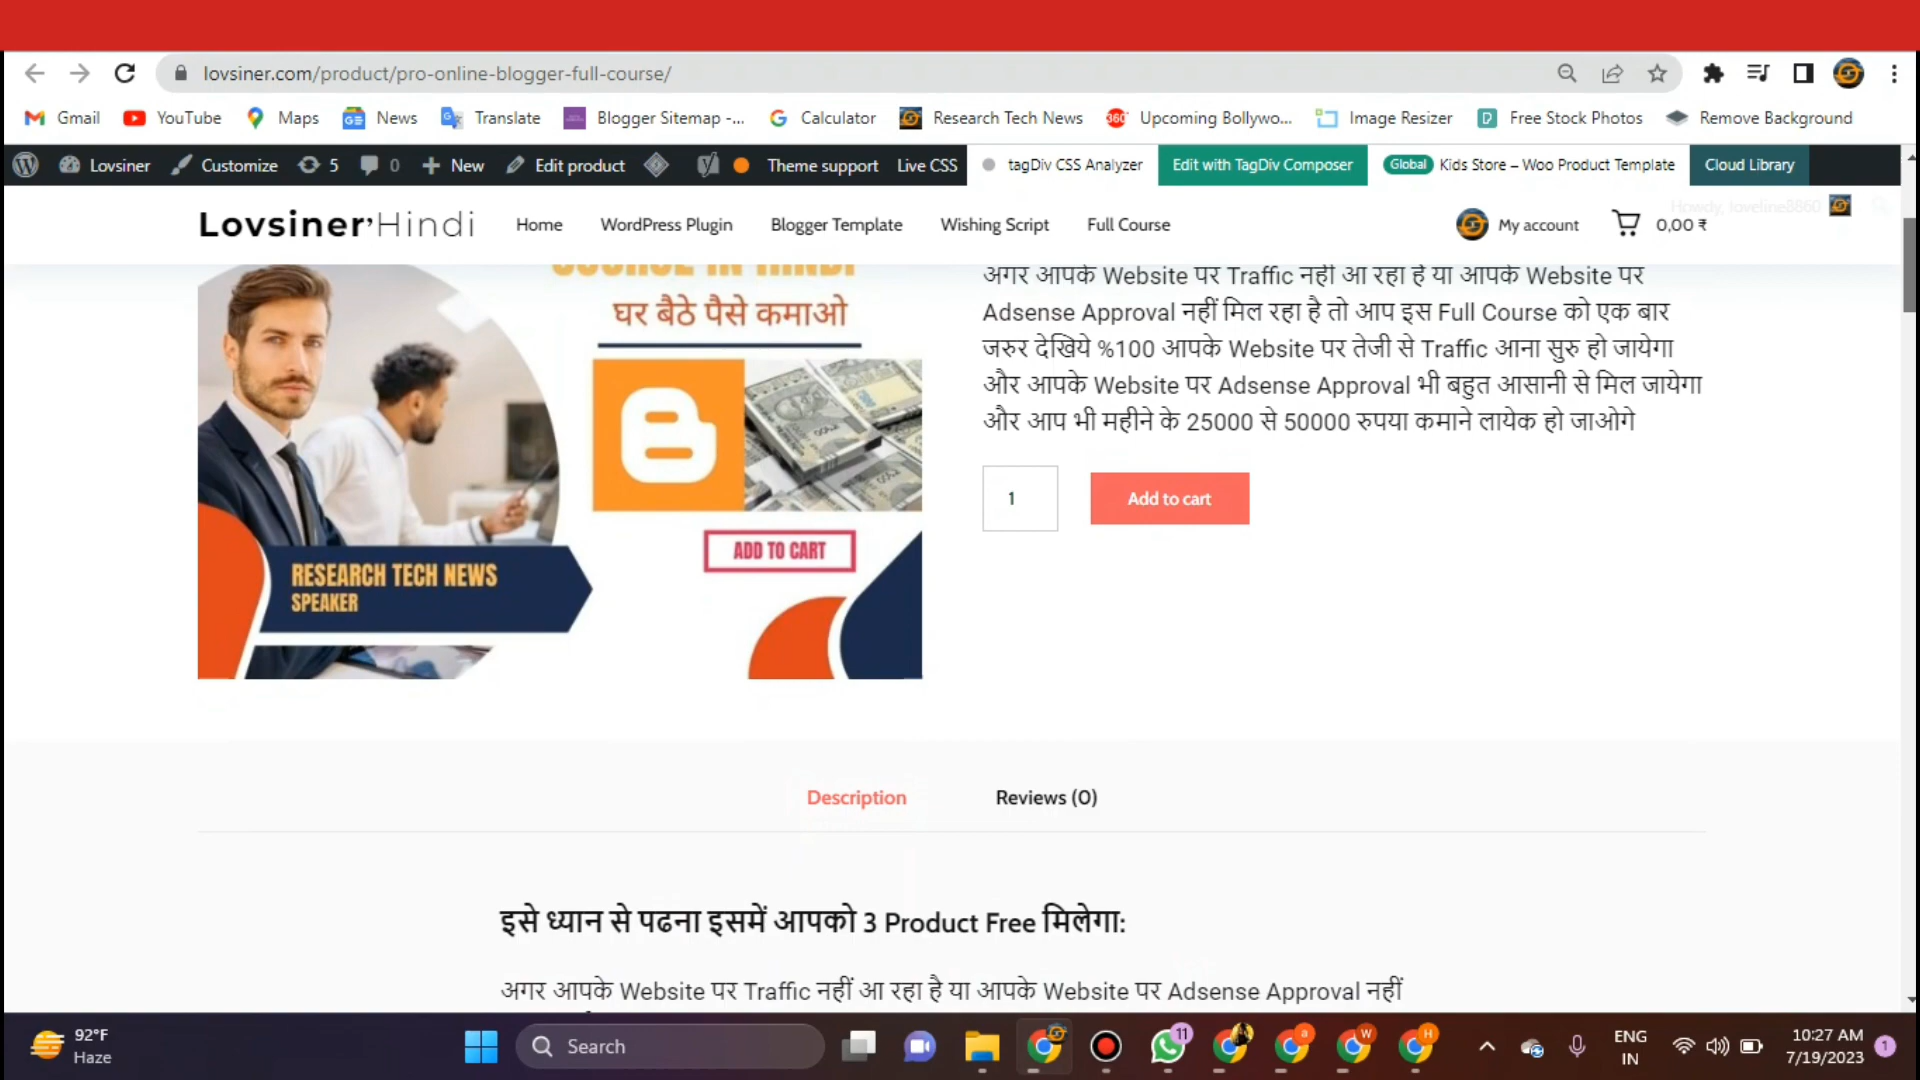 lovsiner.com/product/pro-online-blogger-full-course/
Gmail YouTube Maps News Translate Blogger Sitemap -... Calculator Research Tech News Upcoming Bollywo... Image Resizer Free Stock Photos Remove Background
Lovsiner Customize 5 0 New Edit product Theme support Live CSS tagDiv CSS Analyzer Edit with TagDiv Composer Global Kids Store – Woo Product Template Cloud Library
Howdy, loveline8860
Lovsiner’Hindi Home WordPress Plugin Blogger Template Wishing Script Full Course My account 0,00 ₹
COURSE IN HINDI
घर बैठे पैसे कमाओ
ADD TO CART
RESEARCH TECH NEWS
SPEAKER
अगर आपके Website पर Traffic नहीं आ रहा है या आपके Website पर
Adsense Approval नहीं मिल रहा है तो आप इस Full Course को एक बार
जरुर देखिये %100 आपके Website पर तेजी से Traffic आना सुरु हो जायेगा
और आपके Website पर Adsense Approval भी बहुत आसानी से मिल जायेगा
और आप भी महीने के 25000 से 50000 रुपया कमाने लायेक हो जाओगे
1 Add to cart
Description Reviews (0)
इसे ध्यान से पढना इसमें आपको 3 Product Free मिलेगा:
अगर आपके Website पर Traffic नहीं आ रहा है या आपके Website पर Adsense Approval नहीं
92°F
Haze
Search
11
ENG
IN
10:27 AM
7/19/2023
1